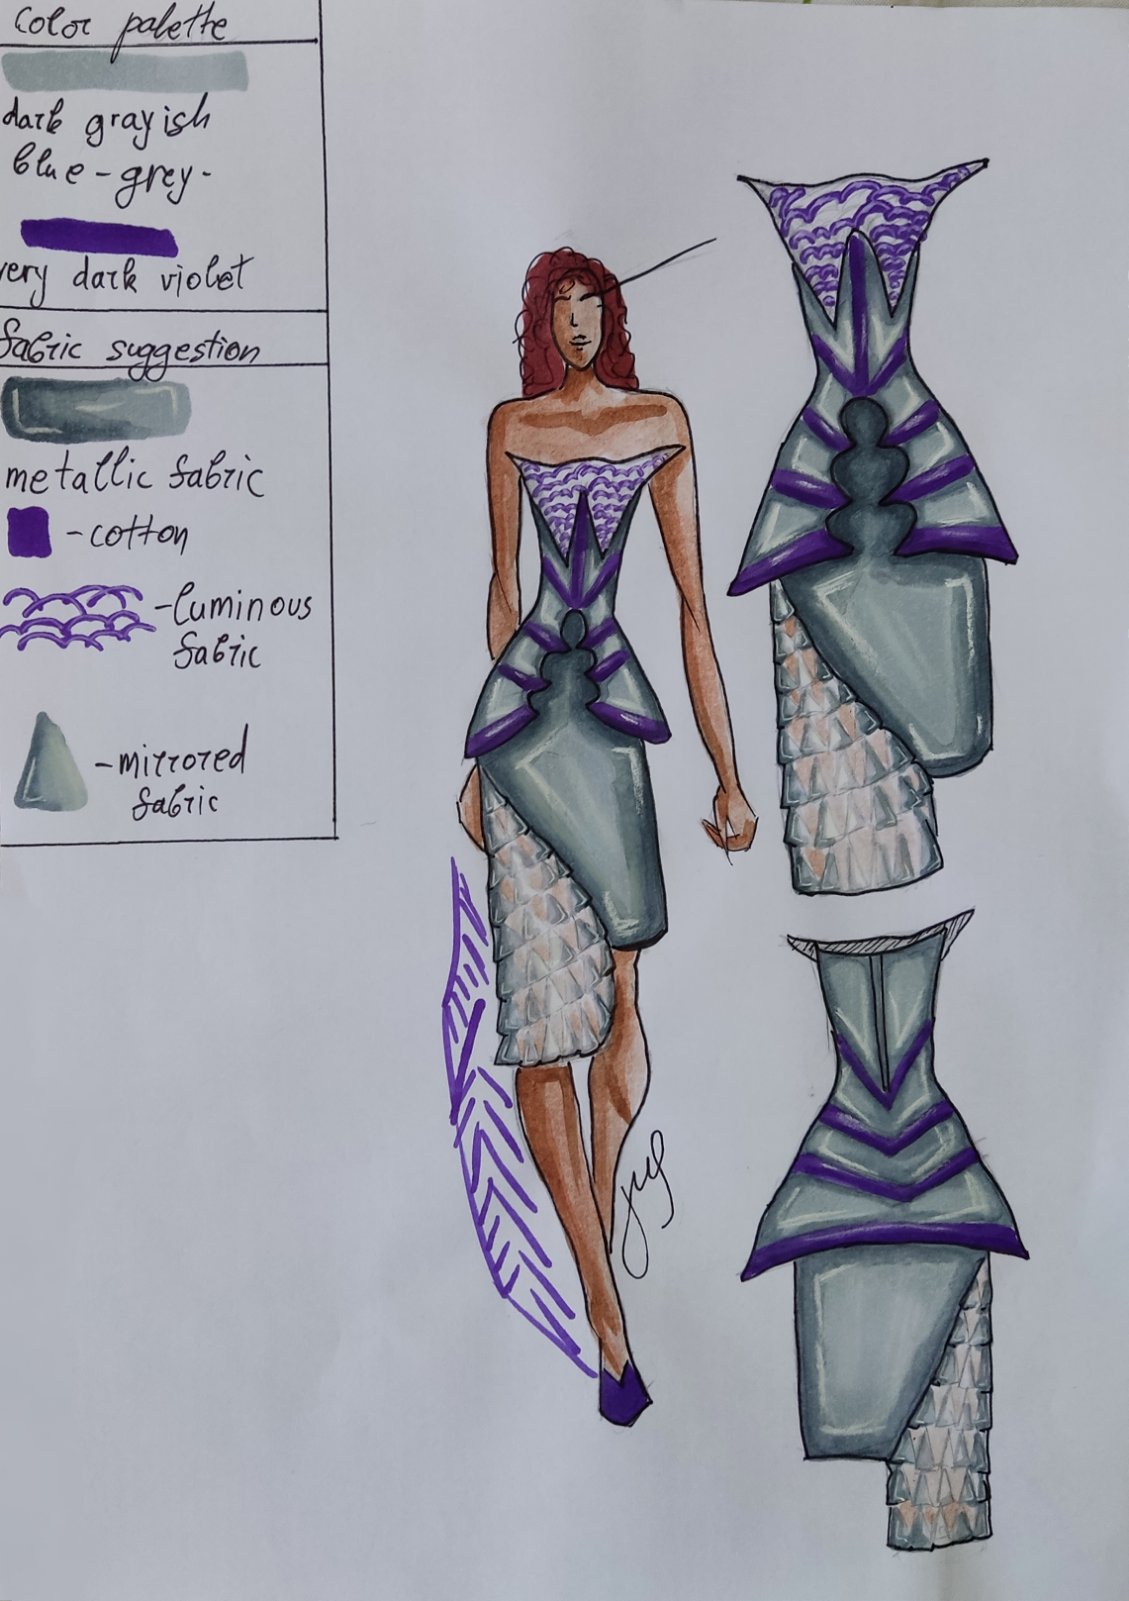 Color palette
dark grayish
blue-grey-
very dark violet
fabric suggestion
metallic fabric
-cotton
-luminous
fabric
-mirrored
fabric